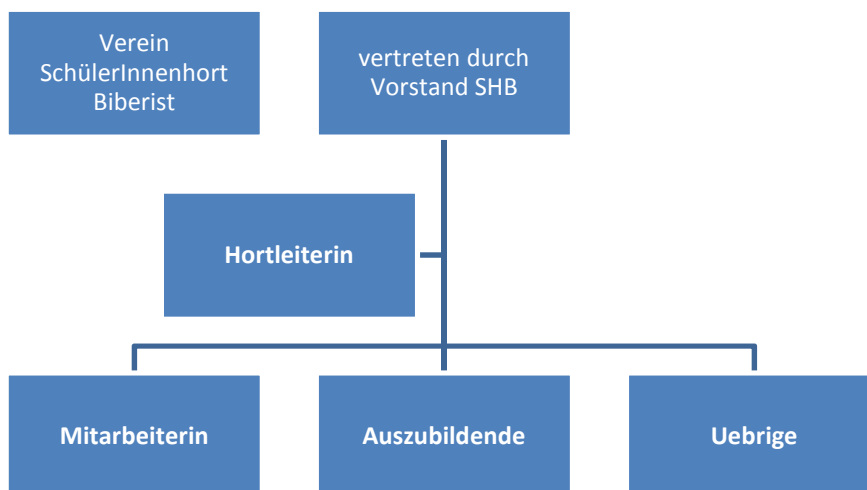 Verein
SchülerInnenhort
Biberist
vertreten durch
Vorstand SHB
Hortleiterin
Mitarbeiterin
Auszubildende
Uebrige